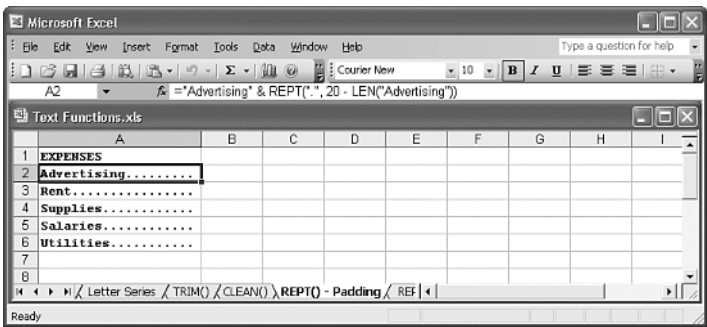 Microsoft Excel
File Edit View Insert Format Tools Data Window Help Type a question for help
Courier New 10 B I U
A2 fx ="Advertising" & REPT(".", 20 - LEN("Advertising"))
Text Functions.xls
A B C D E F G H I
1 EXPENSES
2 Advertising.........
3 Rent................
4 Supplies............
5 Salaries............
6 Utilities...........
7
8
Letter Series / TRIM() / CLEAN() \ REPT() - Padding / REF
Ready